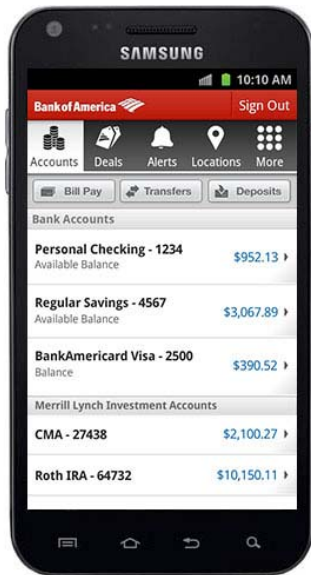 SAMSUNG
10:10 AM
Bank of America
Sign Out
Accounts Deals Alerts Locations More
Bill Pay Transfers Deposits
Bank Accounts
Personal Checking - 1234
Available Balance
$952.13
Regular Savings - 4567
Available Balance
$3,067.89
BankAmericard Visa - 2500
Balance
$390.52
Merrill Lynch Investment Accounts
CMA - 27438 $2,100.27
Roth IRA - 64732 $10,150.11